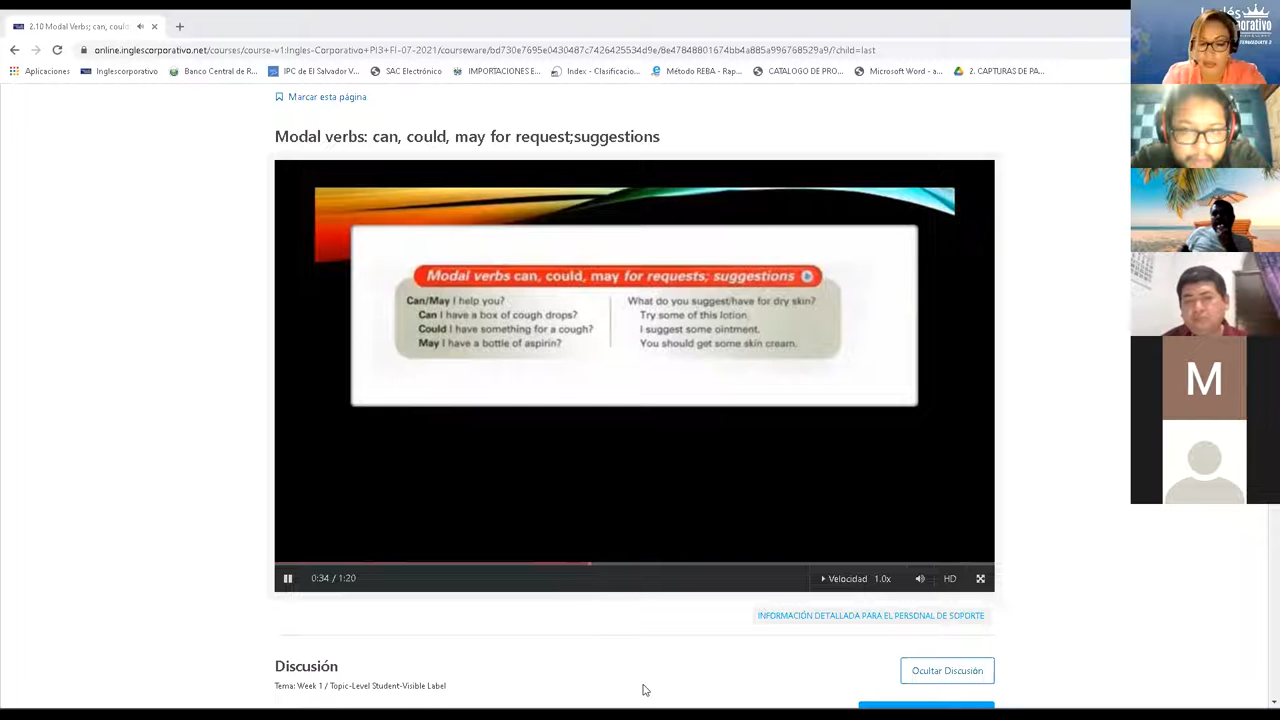 2.10 Modal Verbs; can, could
online.inglescorporativo.net/courses/course-v1:Ingles-Corporativo+PI3+FI-07-2021/courseware/bd730e7695e6430487c7426425534d9e/8e47848801674bb4a885a996768529a9/?child=last
Aplicaciones
Inglescorporativo
Banco Central de R...
IPC de El Salvador V...
SAC Electrónico
IMPORTACIONES E...
Index - Clasificacio...
Método REBA - Rap...
CATALOGO DE PRO...
Microsoft Word - a...
2. CAPTURAS DE PA...
Marcar esta página
Modal verbs: can, could, may for request;suggestions
Modal verbs can, could, may for requests; suggestions
Can/May I help you?
Can I have a box of cough drops?
Could I have something for a cough?
May I have a bottle of aspirin?
What do you suggest/have for dry skin?
Try some of this lotion.
I suggest some ointment.
You should get some skin cream.
0:34 / 1:20
Velocidad 1.0x
HD
INFORMACIÓN DETALLADA PARA EL PERSONAL DE SOPORTE
Discusión
Ocultar Discusión
Tema: Week 1 / Topic-Level Student-Visible Label
M